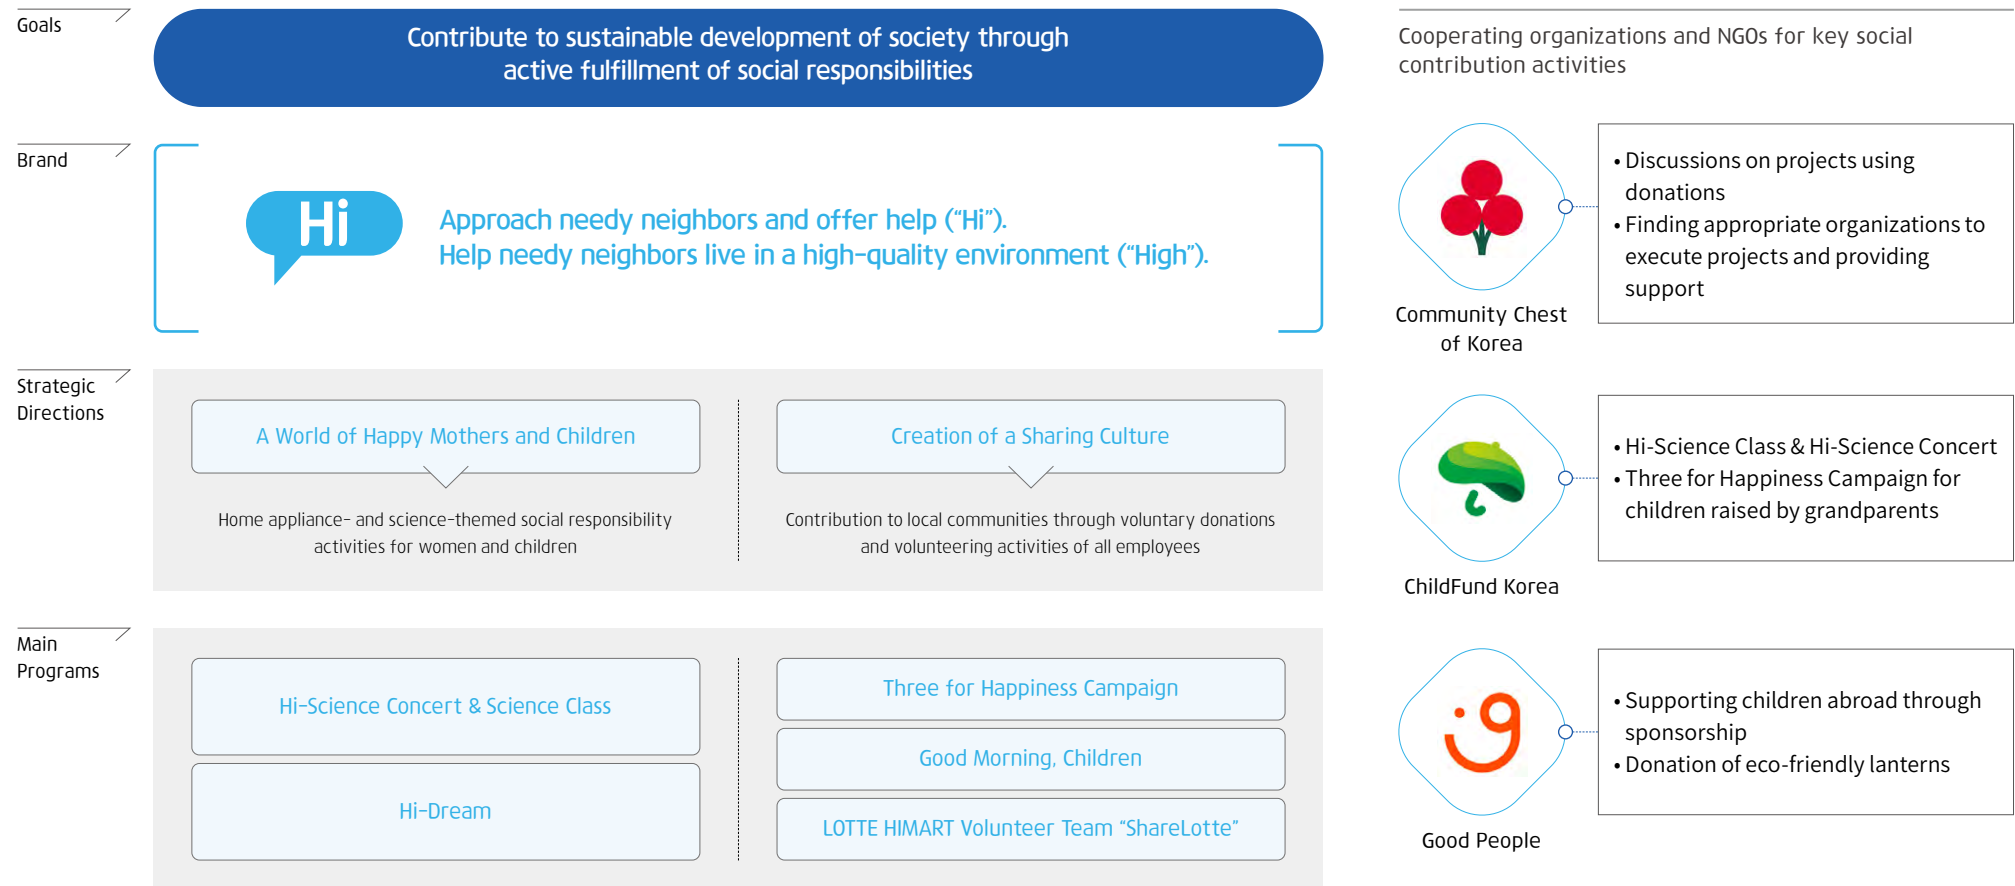 Goals
Contribute to sustainable development of society through
active fulfillment of social responsibilities
Brand
Hi
Approach needy neighbors and offer help (“Hi”).
Help needy neighbors live in a high-quality environment (“High”).
Strategic
Directions
A World of Happy Mothers and Children
Home appliance- and science-themed social responsibility
activities for women and children
Creation of a Sharing Culture
Contribution to local communities through voluntary donations
and volunteering activities of all employees
Main
Programs
Hi-Science Concert & Science Class
Hi-Dream
Three for Happiness Campaign
Good Morning, Children
LOTTE HIMART Volunteer Team “ShareLotte”
Cooperating organizations and NGOs for key social
contribution activities
Community Chest
of Korea
• Discussions on projects using
donations
• Finding appropriate organizations to
execute projects and providing
support
ChildFund Korea
• Hi-Science Class & Hi-Science Concert
• Three for Happiness Campaign for
children raised by grandparents
Good People
• Supporting children abroad through
sponsorship
• Donation of eco-friendly lanterns